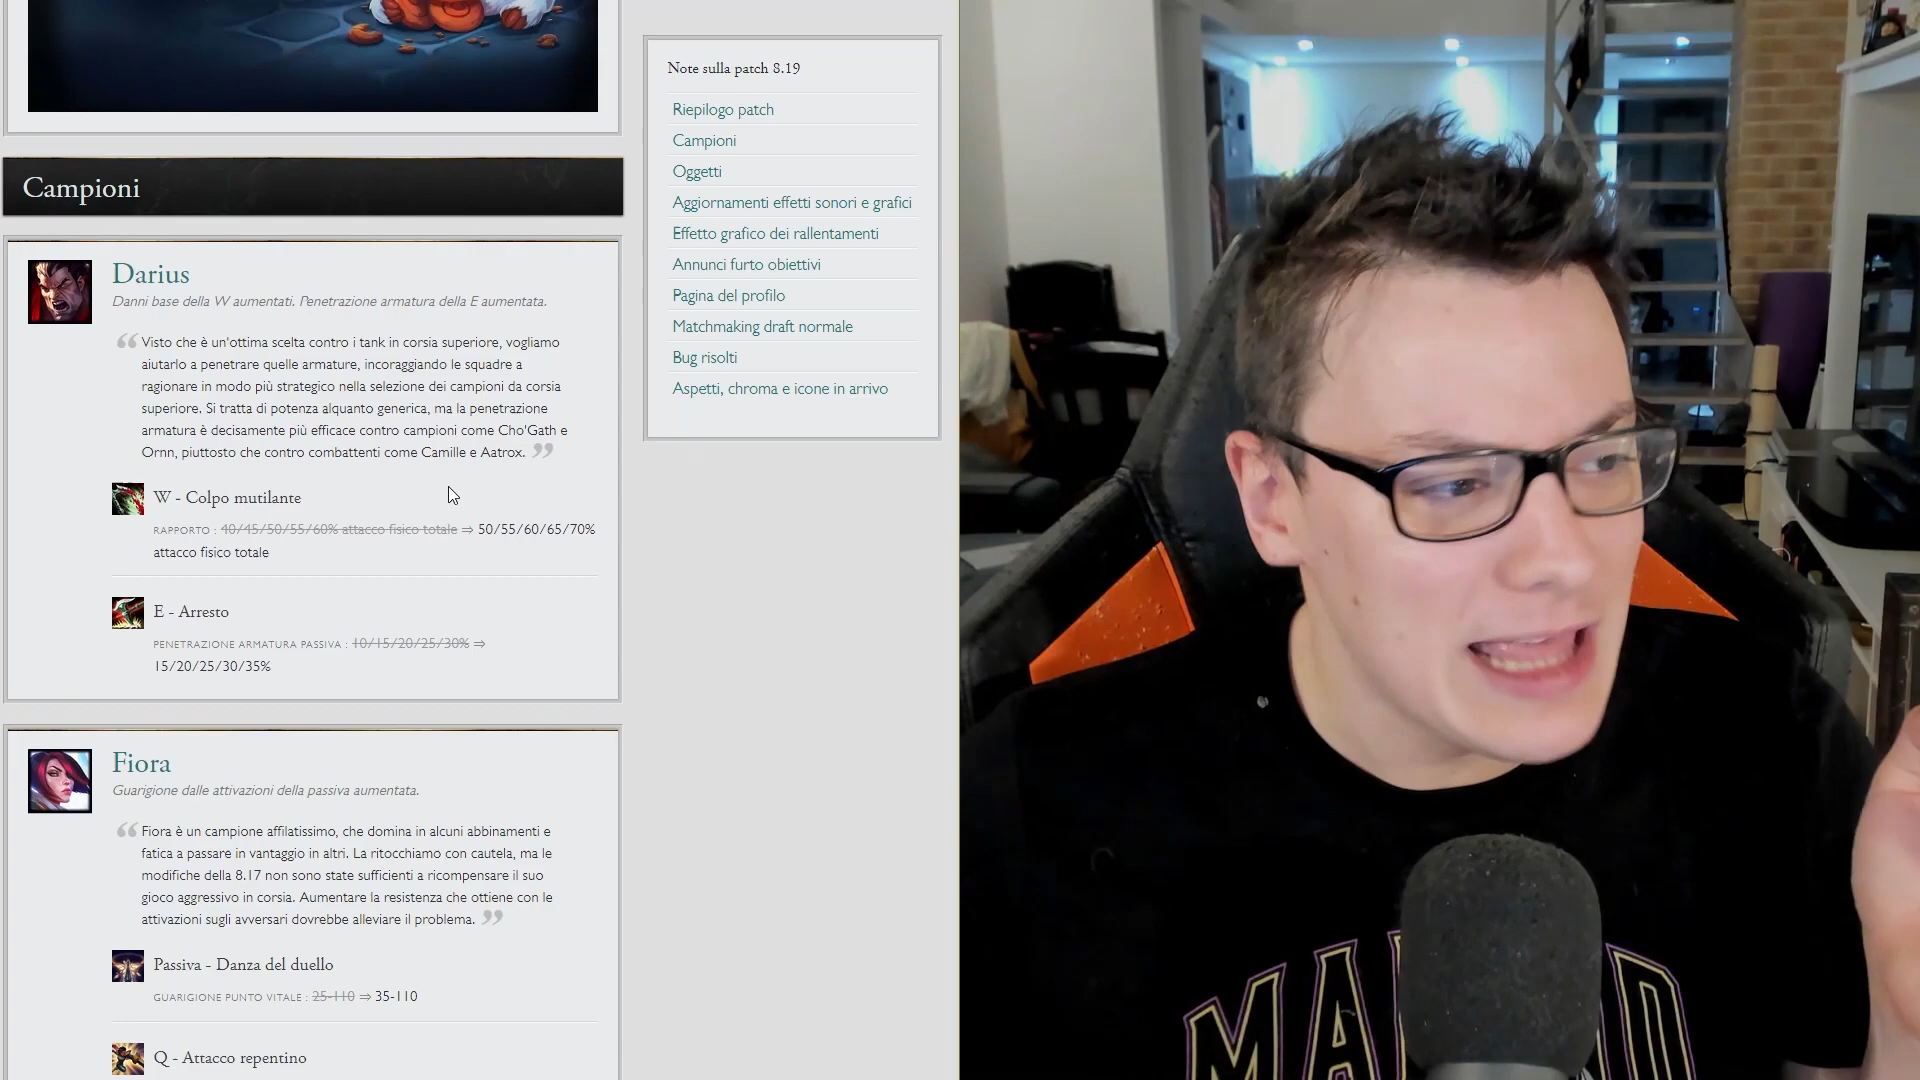 Campioni
Darius
Danni base della W aumentati. Penetrazione armatura della E aumentata.
Visto che è un'ottima scelta contro i tank in corsia superiore, vogliamo
aiutarlo a penetrare quelle armature, incoraggiando le squadre a
ragionare in modo più strategico nella selezione dei campioni da corsia
superiore. Si tratta di potenza alquanto generica, ma la penetrazione
armatura è decisamente più efficace contro campioni come Cho'Gath e
Ornn, piuttosto che contro combattenti come Camille e Aatrox.
W - Colpo mutilante
RAPPORTO : 40/45/50/55/60% attacco fisico totale ⇒ 50/55/60/65/70%
attacco fisico totale
E - Arresto
PENETRAZIONE ARMATURA PASSIVA : 10/15/20/25/30% ⇒
15/20/25/30/35%
Fiora
Guarigione dalle attivazioni della passiva aumentata.
Fiora è un campione affilatissimo, che domina in alcuni abbinamenti e
fatica a passare in vantaggio in altri. La ritocchiamo con cautela, ma le
modifiche della 8.17 non sono state sufficienti a ricompensare il suo
gioco aggressivo in corsia. Aumentare la resistenza che ottiene con le
attivazioni sugli avversari dovrebbe alleviare il problema.
Passiva - Danza del duello
GUARIGIONE PUNTO VITALE : 25-110 ⇒ 35-110
Q - Attacco repentino
Note sulla patch 8.19
Riepilogo patch
Campioni
Oggetti
Aggiornamenti effetti sonori e grafici
Effetto grafico dei rallentamenti
Annunci furto obiettivi
Pagina del profilo
Matchmaking draft normale
Bug risolti
Aspetti, chroma e icone in arrivo